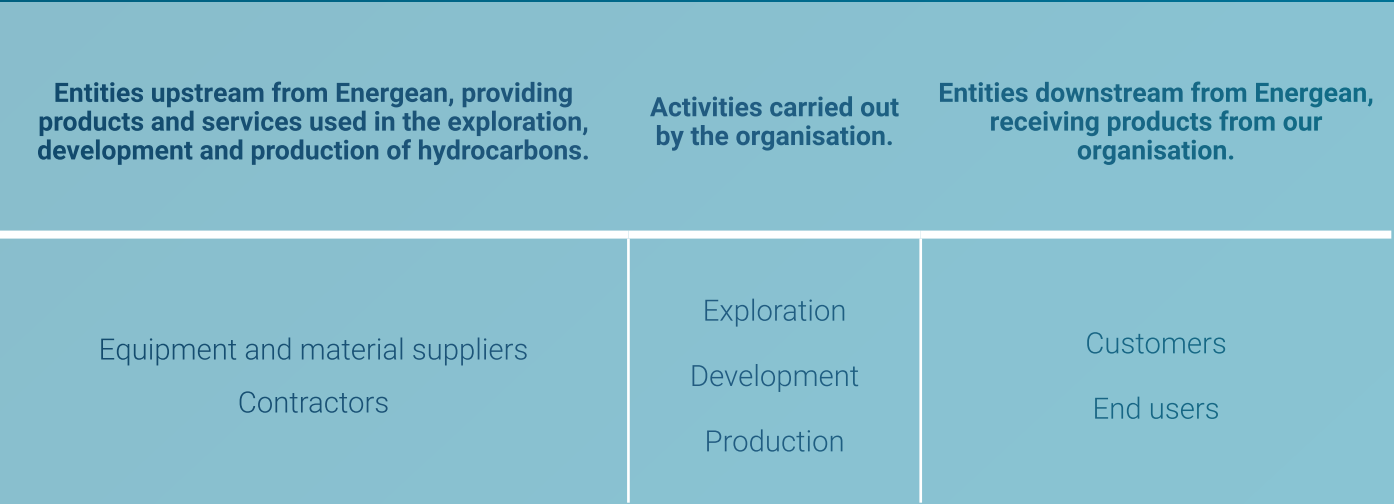 Entities upstream from Energean, providing
products and services used in the exploration,
development and production of hydrocarbons.
Activities carried out
by the organisation.
Entities downstream from Energean,
receiving products from our
organisation.
Equipment and material suppliers
Contractors
Exploration
Development
Production
Customers
End users